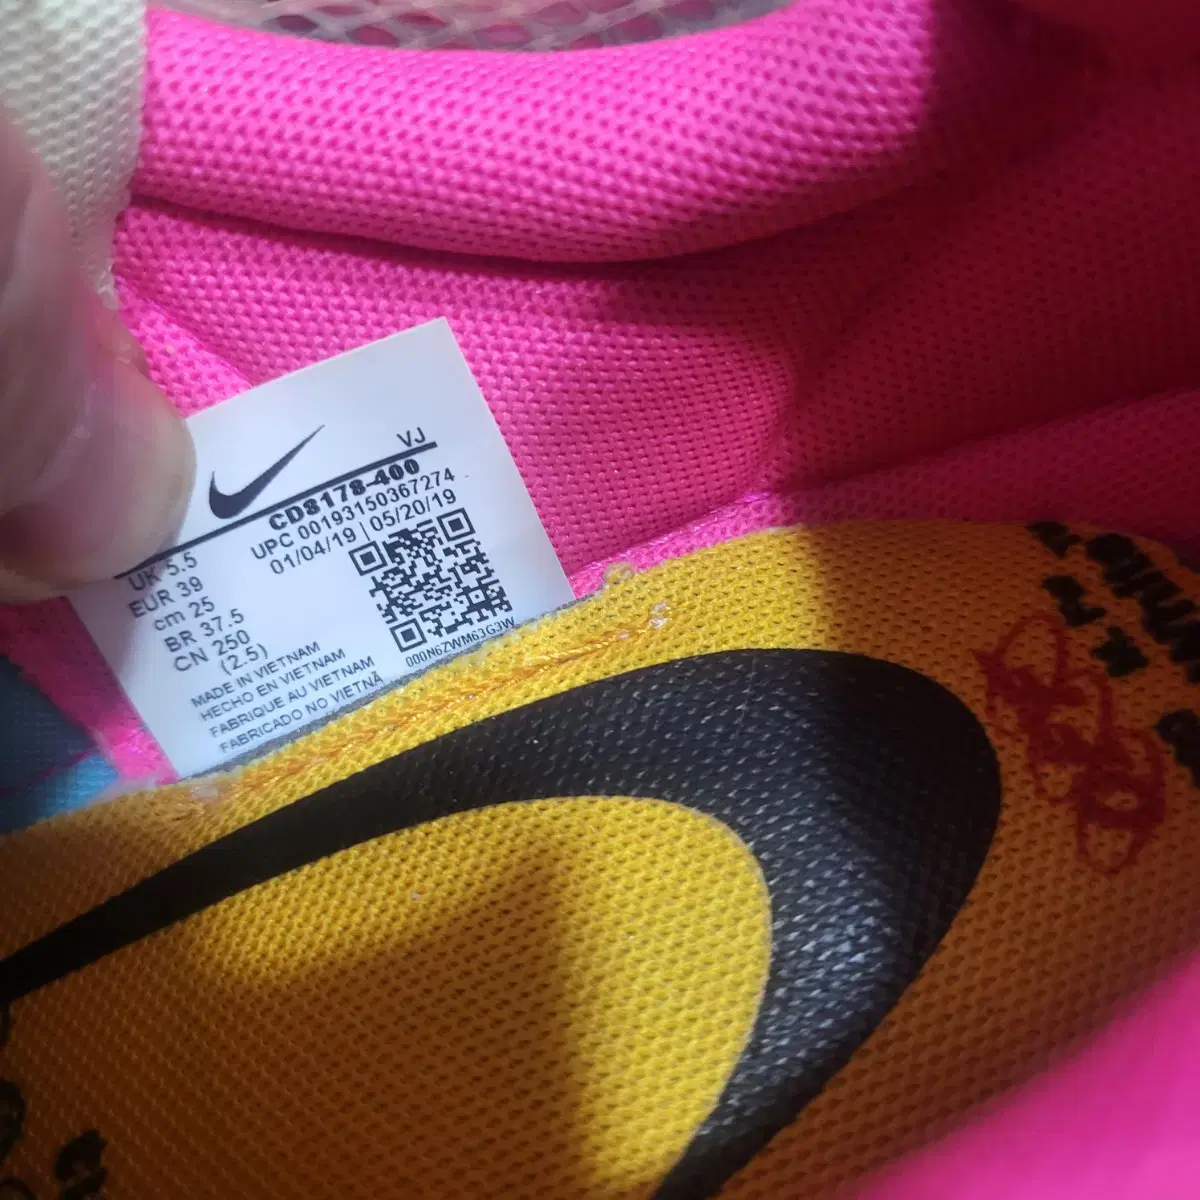 VJ
CD8178-400
UPC 00193150367274
01/04/19 | 05/20/19
UK 5.5
EUR 39
cm 25
BR 37.5
CN 250
(2.5)
MADE IN VIETNAM
HECHO EN VIETNAM
FABRIQUE AU VIETNAM
FABRICADO NO VIETNÃ
000N6ZWM63G3W